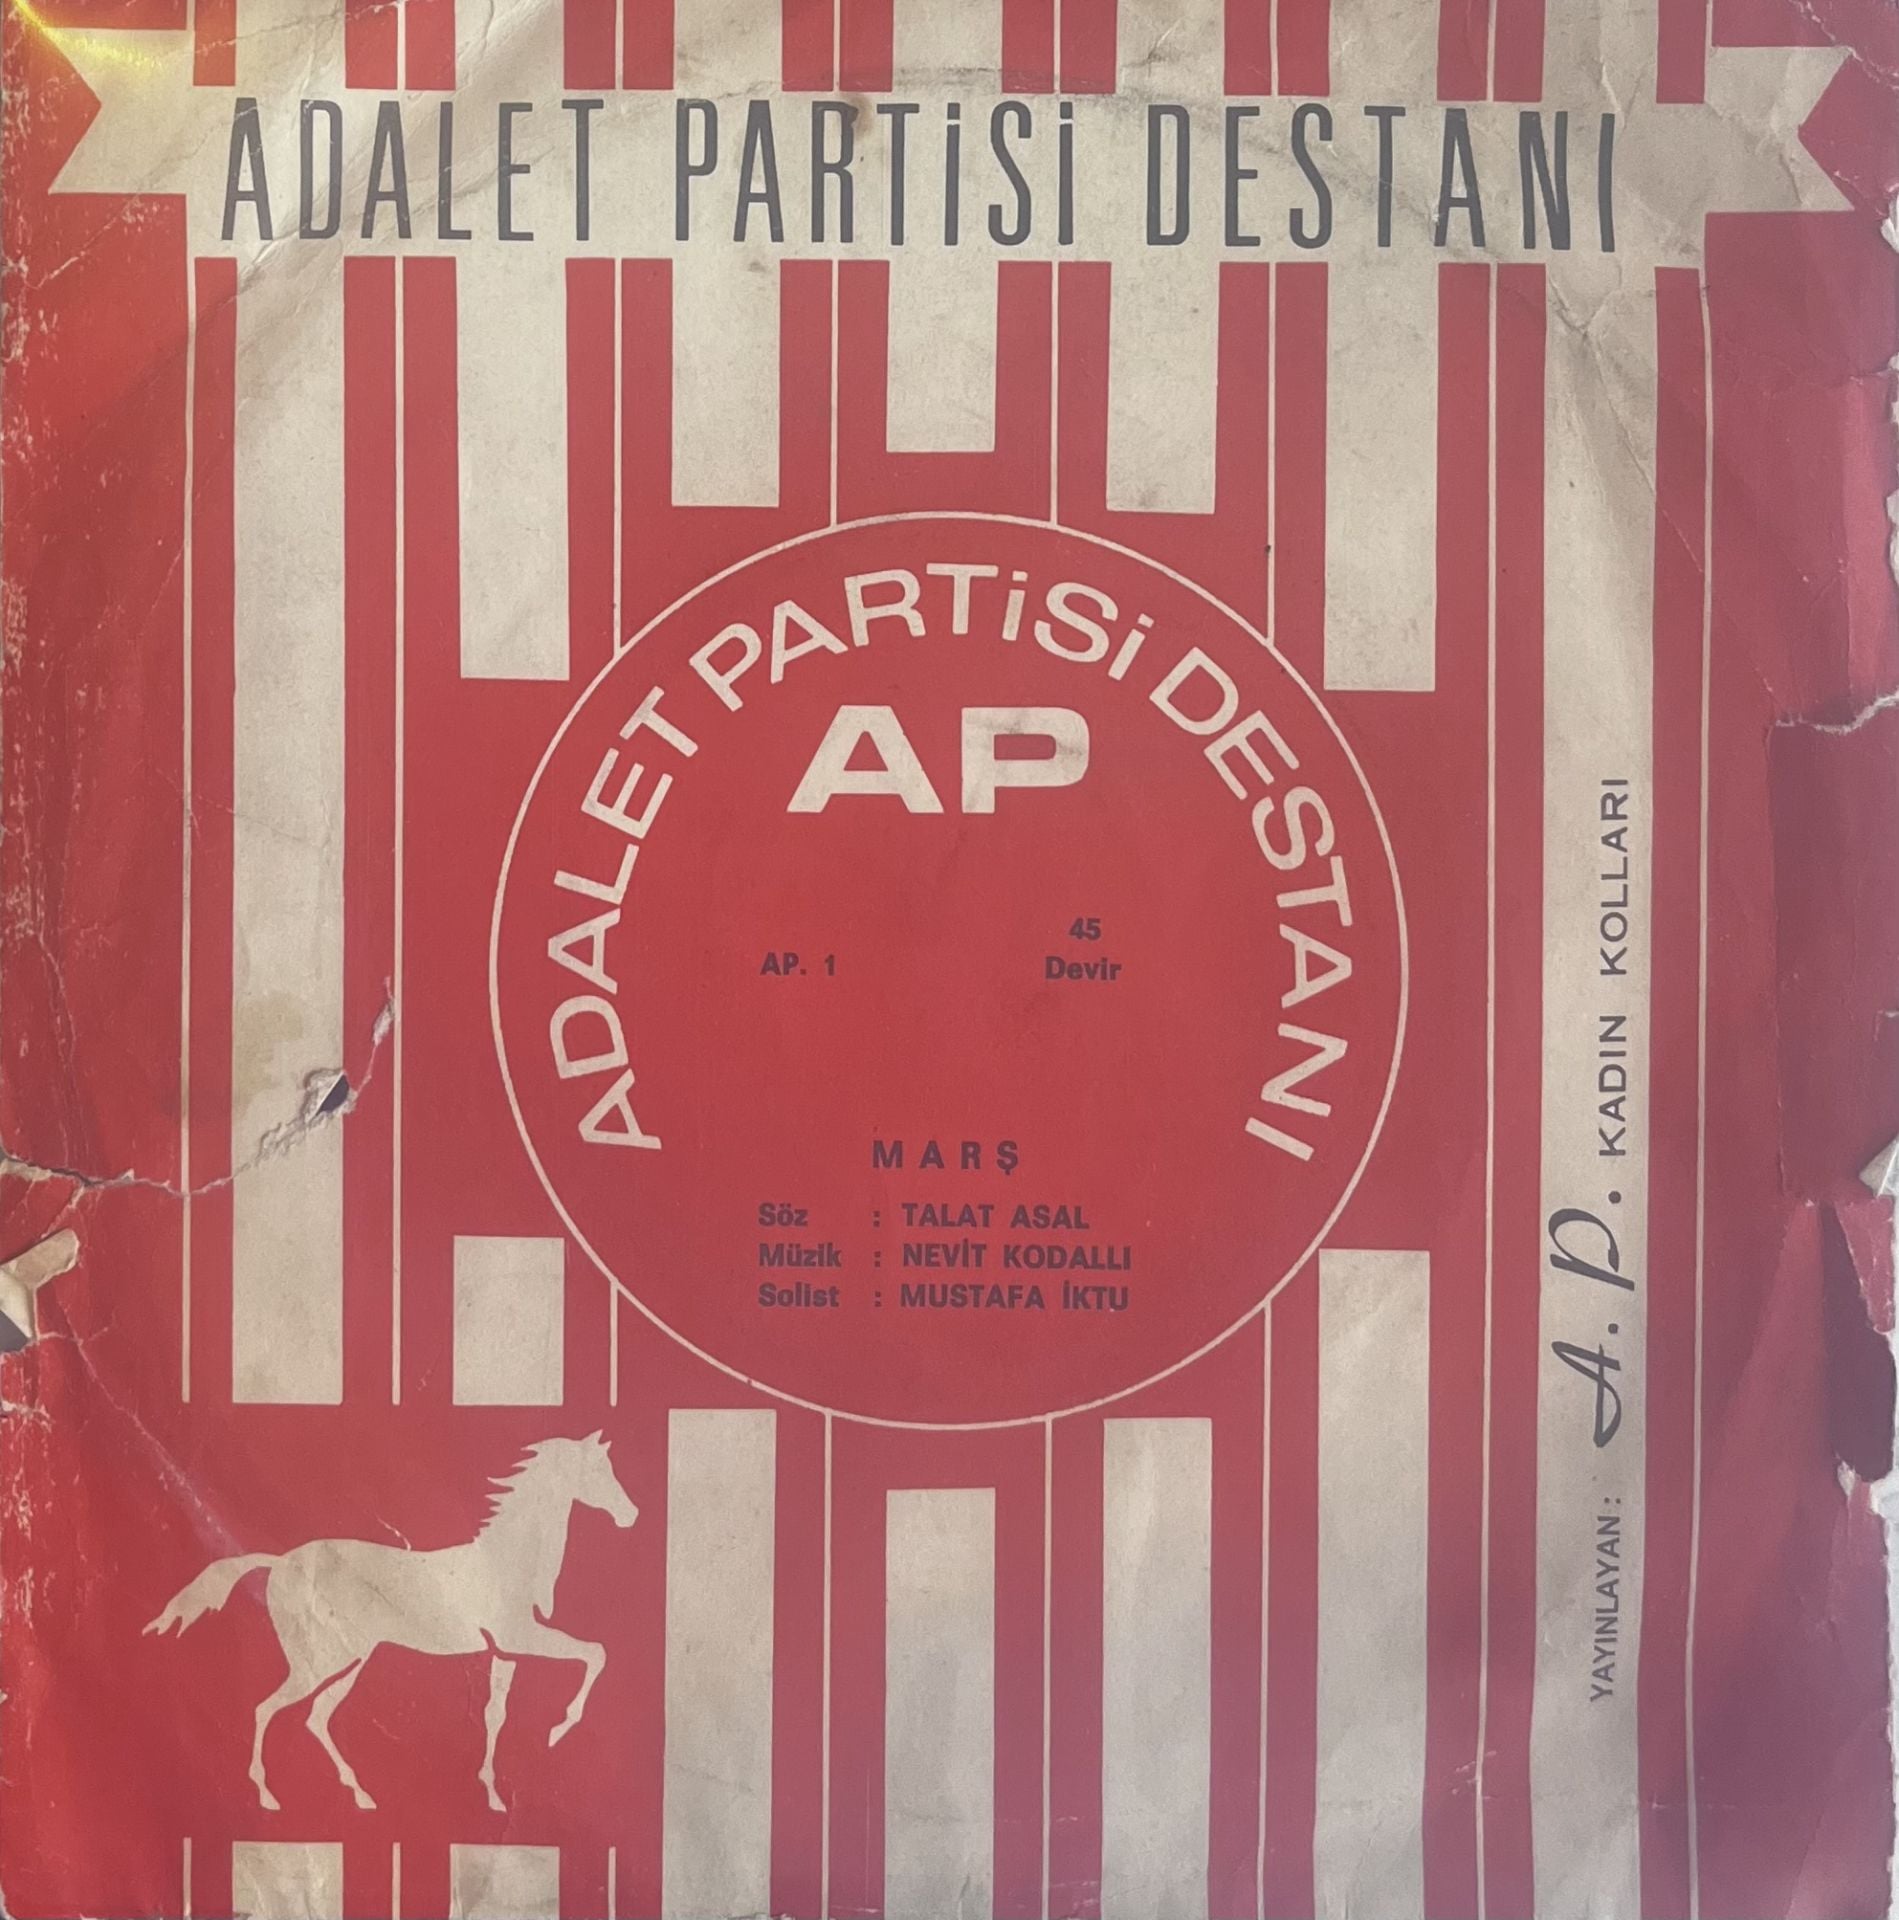 ADALET PARTİSİ DESTANI
ADALET PARTİSİ DESTANI
AP
AP. 1
45
Devir
MARŞ
Söz : TALAT ASAL
Müzik : NEVİT KODALLI
Solist : MUSTAFA İKTU
YAYINLAYAN: A. P. KADIN KOLLARI